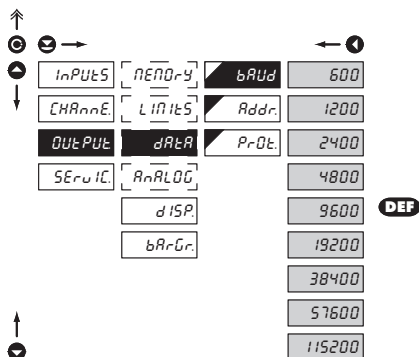 InPUtS MEMOrY bAUd 600
CHAnnE. LIMItS Addr. 1200
OUtPUt dAtA PrOt. 2400
SErvIC. AnALOG 4800
dISP. 9600 DEF
bArGr. 19200
38400
57600
115200